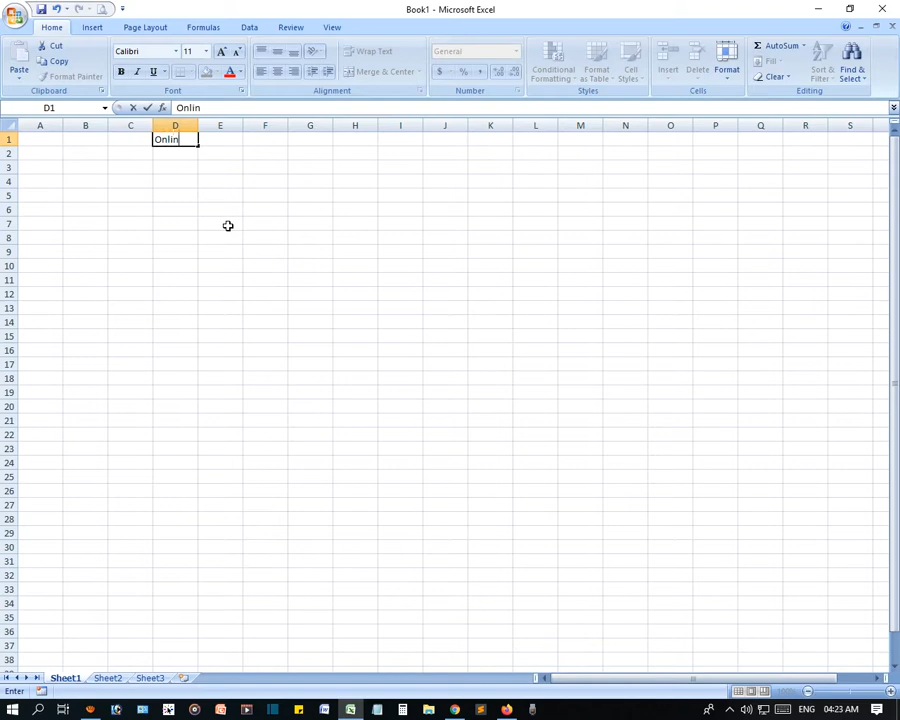 Book1 - Microsoft Excel
Home Insert Page Layout Formulas Data Review View
Cut
Copy
Format Painter
Paste
Clipboard
Calibri 11
B I U
Font
Wrap Text
Merge & Center
Alignment
General
$ % ,
Number
Conditional Formatting
Format as Table
Cell Styles
Styles
Insert Delete Format
Cells
Σ AutoSum
Fill
Clear
Sort & Filter
Find & Select
Editing
D1 fx Onlin
A B C D E F G H I J K L M N O P Q R S
1 Onlin
2
3
4
5
6
7
8
9
10
11
12
13
14
15
16
17
18
19
20
21
22
23
24
25
26
27
28
29
30
31
32
33
34
35
36
37
38
Sheet1 Sheet2 Sheet3
Enter 100%
ENG 04:23 AM